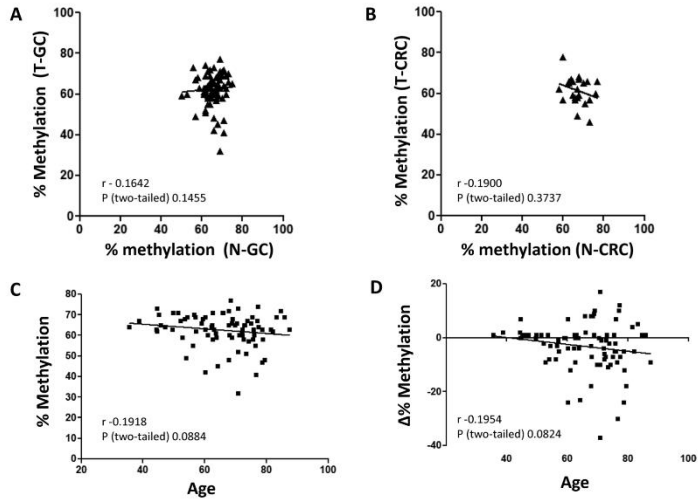 A
% Methylation (T-GC)
100
80
60
40
20
0
r - 0.1642
P (two-tailed) 0.1455
0 20 40 60 80 100
% methylation (N-GC)
B
% Methylation (T-CRC)
100
80
60
40
20
0
r -0.1900
P (two-tailed) 0.3737
0 20 40 60 80 100
% methylation (N-CRC)
C
% Methylation
80
70
60
50
40
30
20
10
0
r -0.1918
P (two-tailed) 0.0884
20 40 60 80 100
Age
D
Δ% Methylation
20
0
-20
-40
r -0.1954
P (two-tailed) 0.0824
40 60 80 100
Age